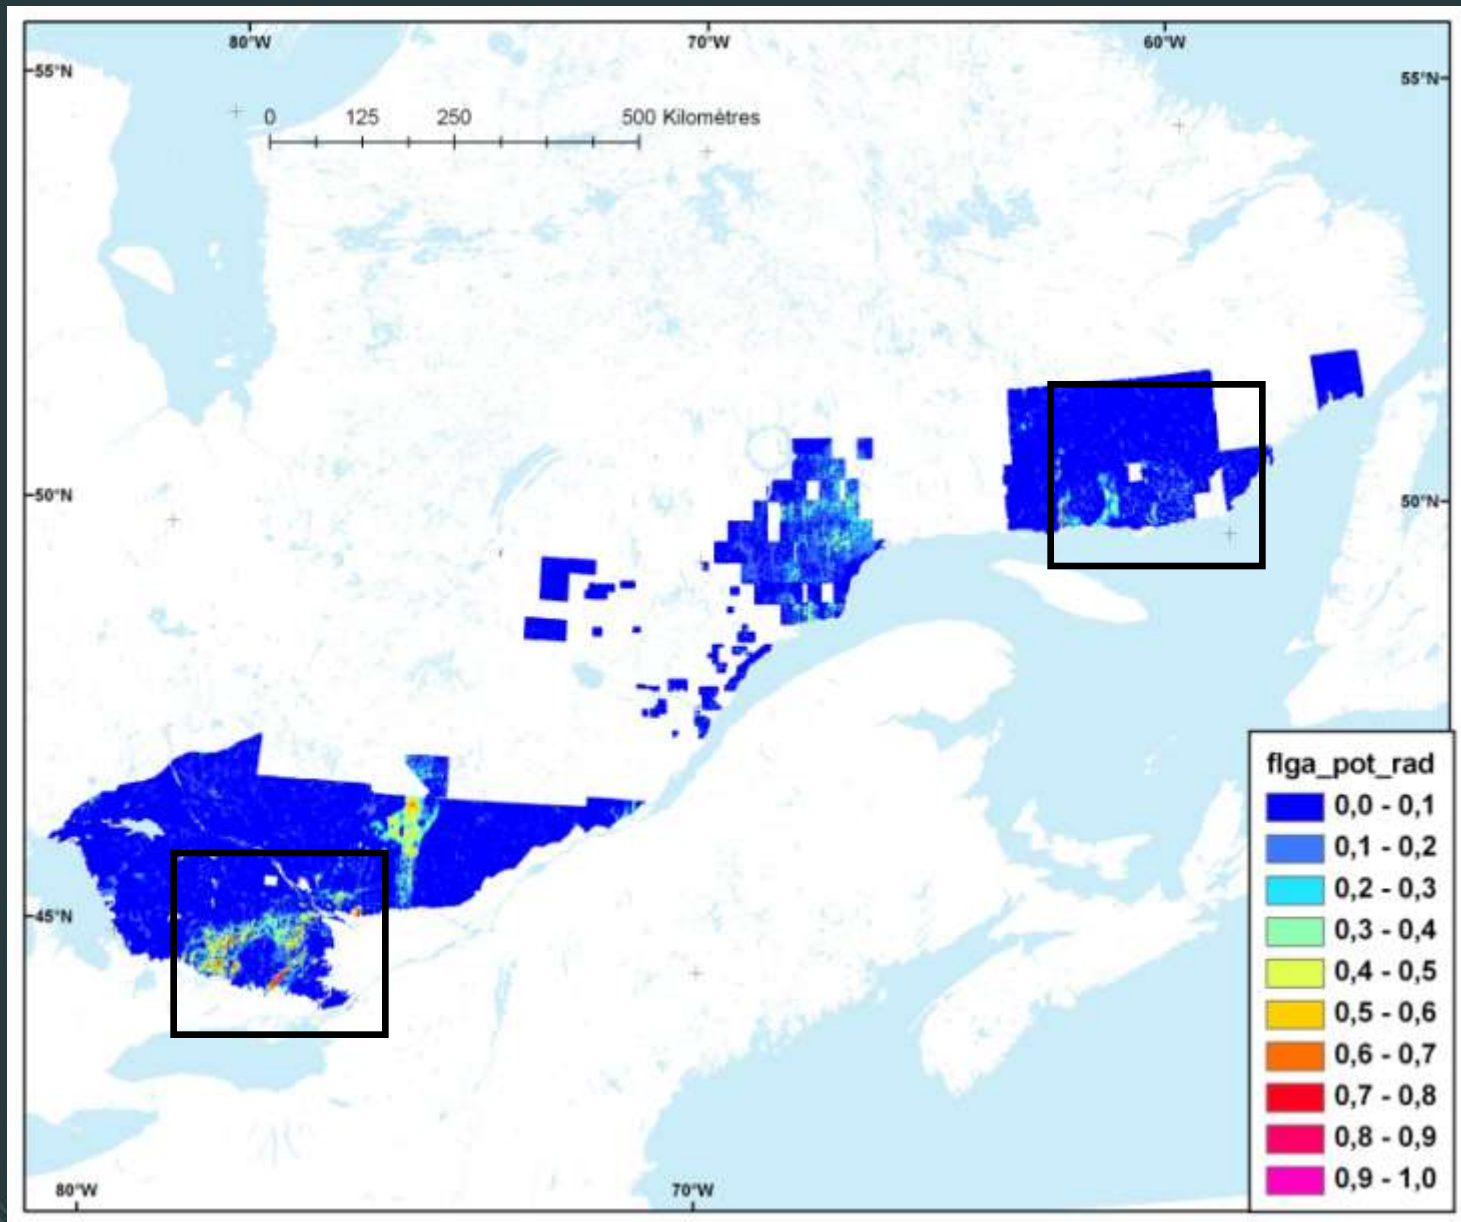 80°W 70°W 60°W
55°N 55°N
0 125 250 500 Kilomètres
50°N 50°N
45°N
flga_pot_rad
0,0 - 0,1
0,1 - 0,2
0,2 - 0,3
0,3 - 0,4
0,4 - 0,5
0,5 - 0,6
0,6 - 0,7
0,7 - 0,8
0,8 - 0,9
0,9 - 1,0
80°W 70°W